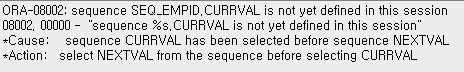 ORA-08002: sequence SEQ_EMPID,CURRVAL is not yet defined in this session
08002, 00000 -  "sequence %s,CURRVAL is not yet defined in this session"
*Cause:    sequence CURRVAL has been selected before sequence NEXTVAL
*Action:   select NEXTVAL from the sequence before selecting CURRVAL